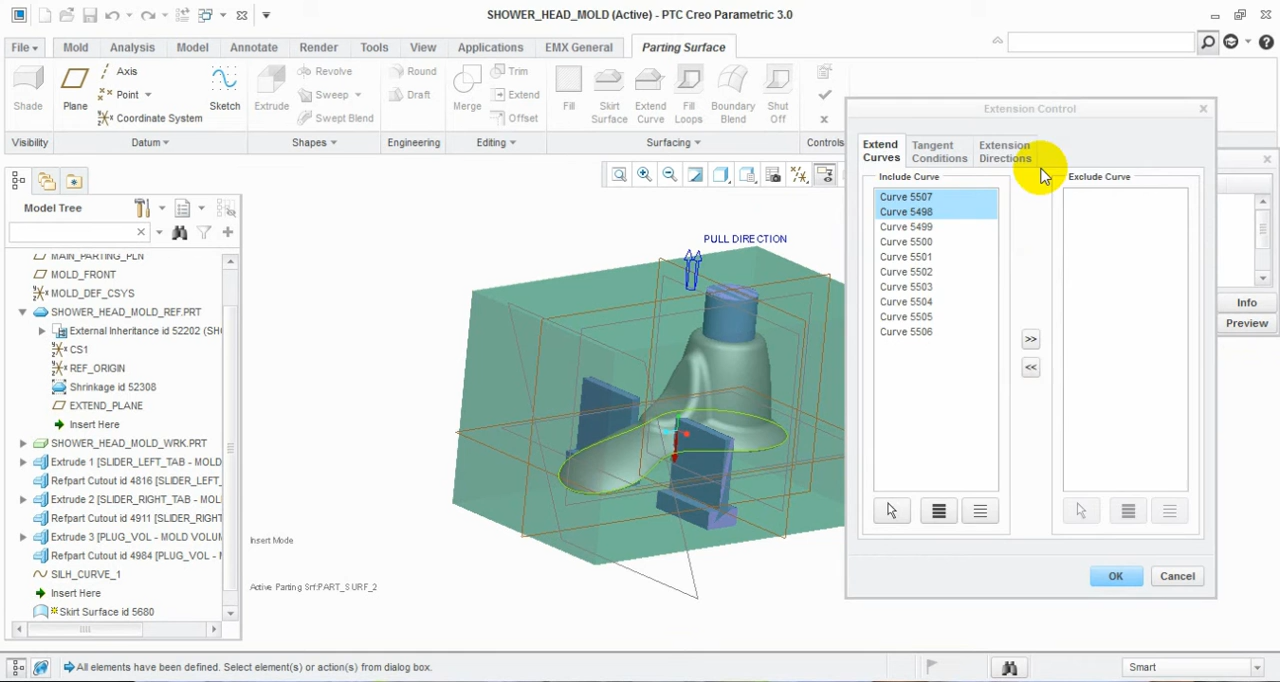 SHOWER_HEAD_MOLD (Active) - PTC Creo Parametric 3.0
File Mold Analysis Model Annotate Render Tools View Applications EMX General Parting Surface
Shade Plane Axis Point Coordinate System Sketch
Extrude Revolve Sweep Swept Blend
Round Draft
Merge Trim Extend Offset
Fill Skirt Surface Extend Curve Fill Loops Boundary Blend Shut Off
Visibility Datum Shapes Engineering Editing Surfacing Controls
Extension Control
Extend Curves Tangent Conditions Extension Directions
Include Curve
Exclude Curve
Curve 5507
Curve 5498
Curve 5499
Curve 5500
Curve 5501
Curve 5502
Curve 5503
Curve 5504
Curve 5505
Curve 5506
>>
<<
OK Cancel
Info
Preview
Model Tree
MAIN_PARTING_PLN
MOLD_FRONT
MOLD_DEF_CSYS
SHOWER_HEAD_MOLD_REF.PRT
External Inheritance id 52202 (SH
CS1
REF_ORIGIN
Shrinkage id 52308
EXTEND_PLANE
Insert Here
SHOWER_HEAD_MOLD_WRK.PRT
Extrude 1 [SLIDER_LEFT_TAB - MOLD
Refpart Cutout id 4816 [SLIDER_LEFT
Extrude 2 [SLIDER_RIGHT_TAB - MOLD
Refpart Cutout id 4911 [SLIDER_RIGHT
Extrude 3 [PLUG_VOL - MOLD VOLUM
Refpart Cutout id 4984 [PLUG_VOL - M
SILH_CURVE_1
Insert Here
Skirt Surface id 5680
PULL DIRECTION
Insert Mode
Active Parting Srf:PART_SURF_2
All elements have been defined. Select element(s) or action(s) from dialog box.
Smart